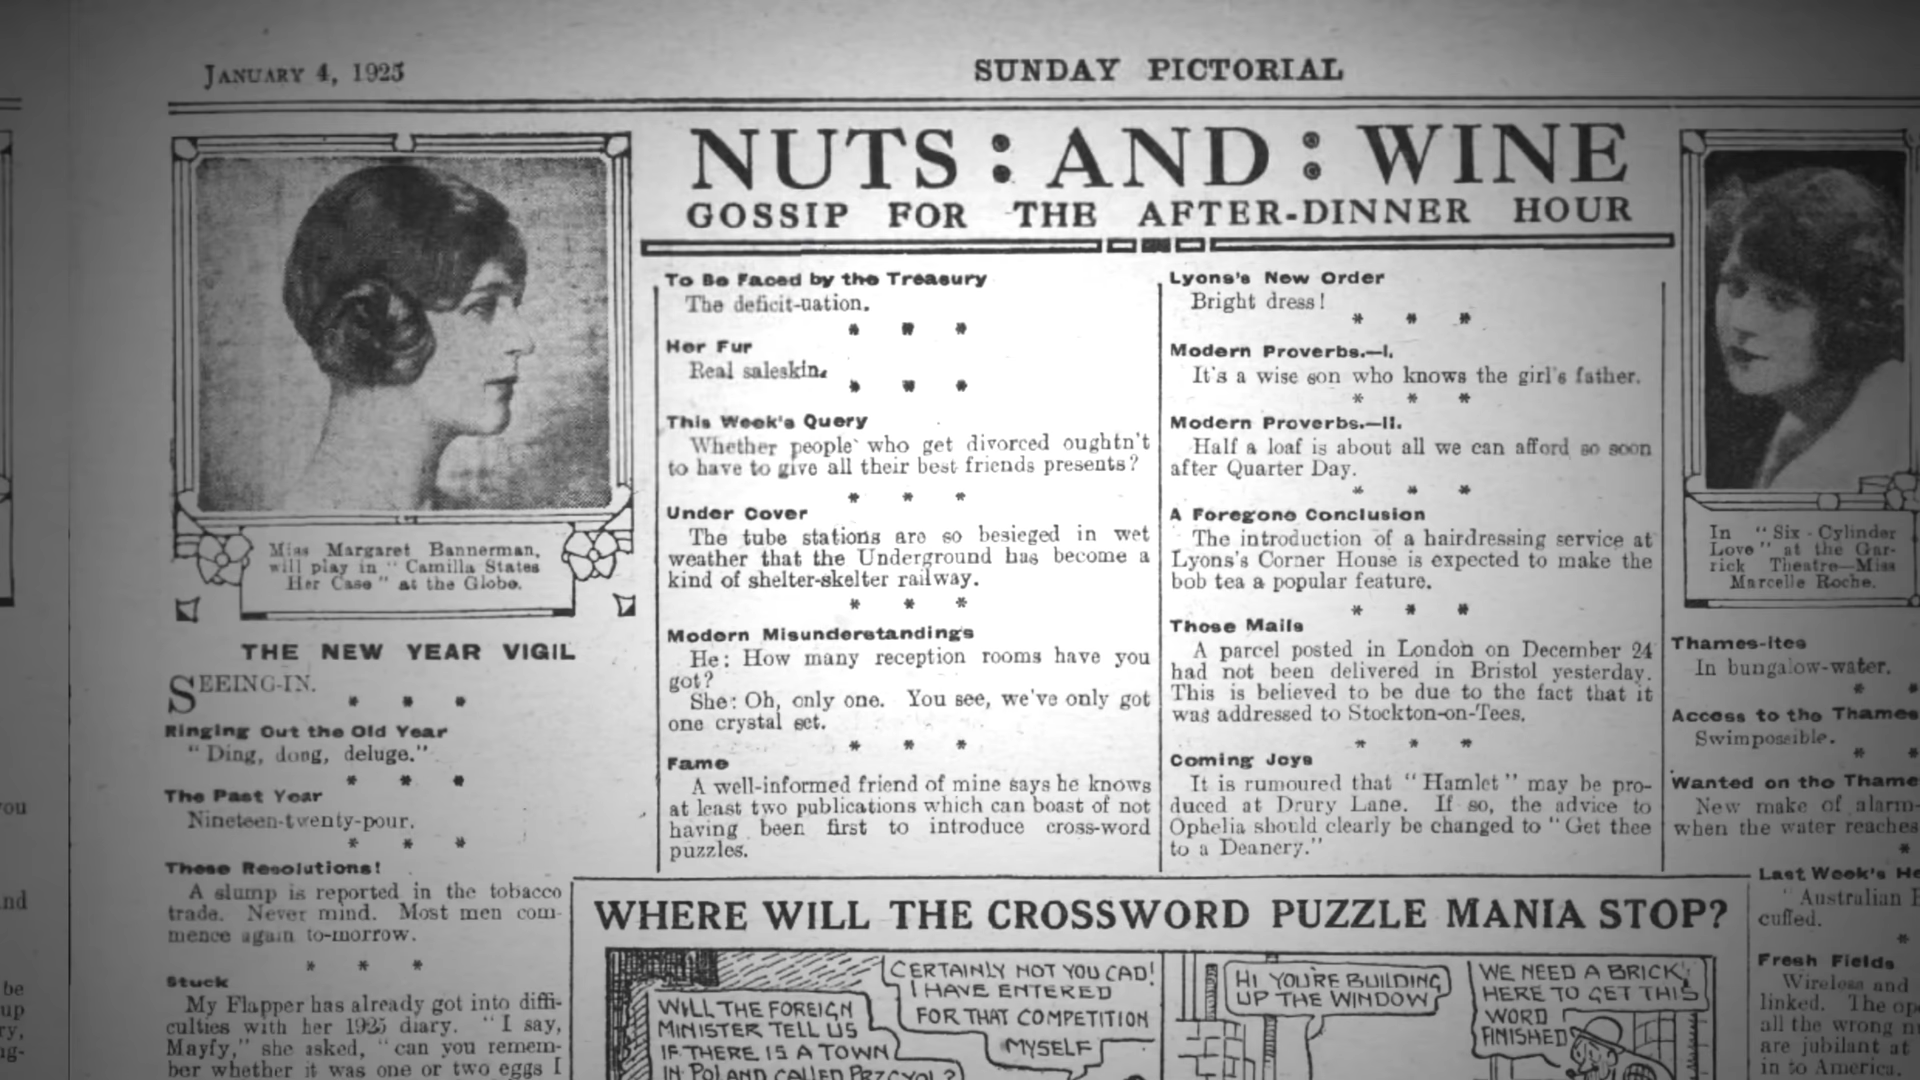 JANUARY 4, 1925
SUNDAY PICTORIAL
NUTS : AND : WINE
GOSSIP FOR THE AFTER-DINNER HOUR
Miss Margaret Bannerman,
will play in "Camilla States
Her Case" at the Globe.
THE NEW YEAR VIGIL
SEEING-IN.
* * *
Ringing Out the Old Year
"Ding, dong, deluge."
* * *
The Past Year
Nineteen-twenty-pour.
* * *
These Resolutions!
A slump is reported in the tobacco
trade. Never mind. Most men com-
mence again to-morrow.
* * *
Stuck
My Flapper has already got into diffi-
culties with her 1925 diary. "I say,
Mayfy," she asked, "can you remem-
ber whether it was one or two eggs I
To Be Faced by the Treasury
The deficit-uation.
* * *
Her Fur
Real saleskin.
* * *
This Week's Query
Whether people who get divorced oughtn't
to have to give all their best friends presents?
* * *
Under Cover
The tube stations are so besieged in wet
weather that the Underground has become a
kind of shelter-skelter railway.
* * *
Modern Misunderstandings
He: How many reception rooms have you
got?
She: Oh, only one. You see, we've only got
one crystal set.
* * *
Fame
A well-informed friend of mine says he knows
at least two publications which can boast of not
having been first to introduce cross-word
puzzles.
Lyons's New Order
Bright dress!
* * *
Modern Proverbs.—I.
It's a wise son who knows the girl's father.
* * *
Modern Proverbs.—II.
Half a loaf is about all we can afford so soon
after Quarter Day.
* * *
A Foregone Conclusion
The introduction of a hairdressing service at
Lyons's Corner House is expected to make the
bob tea a popular feature.
* * *
Those Mails
A parcel posted in London on December 24
had not been delivered in Bristol yesterday.
This is believed to be due to the fact that it
was addressed to Stockton-on-Tees.
* * *
Coming Joys
It is rumoured that "Hamlet" may be pro-
duced at Drury Lane. If so, the advice to
Ophelia should clearly be changed to "Get thee
to a Deanery."
In "Six-Cylinder
Love" at the Gar-
rick Theatre—Miss
Marcelle Roche.
Thames-ites
In bungalow-water.
* *
Access to the Thames
Swimpossible.
* *
Wanted on the Thame
New make of alarm-
when the water reaches
*
Last Week's He
"Australian
cuffed.
*
Fresh Fields
Wireless and
linked. The
all the wrong
are jubilant at
in to America.
WHERE WILL THE CROSSWORD PUZZLE MANIA STOP?
WILL THE FOREIGN
MINISTER TELL US
IF THERE IS A TOWN
IN POLAND CALLED
CERTAINLY NOT YOU CAD!
I HAVE ENTERED
FOR THAT COMPETITION
MYSELF
HI YOU'RE BUILDING
UP THE WINDOW
WE NEED A BRICK
HERE TO GET THIS
WORD
FINISHED